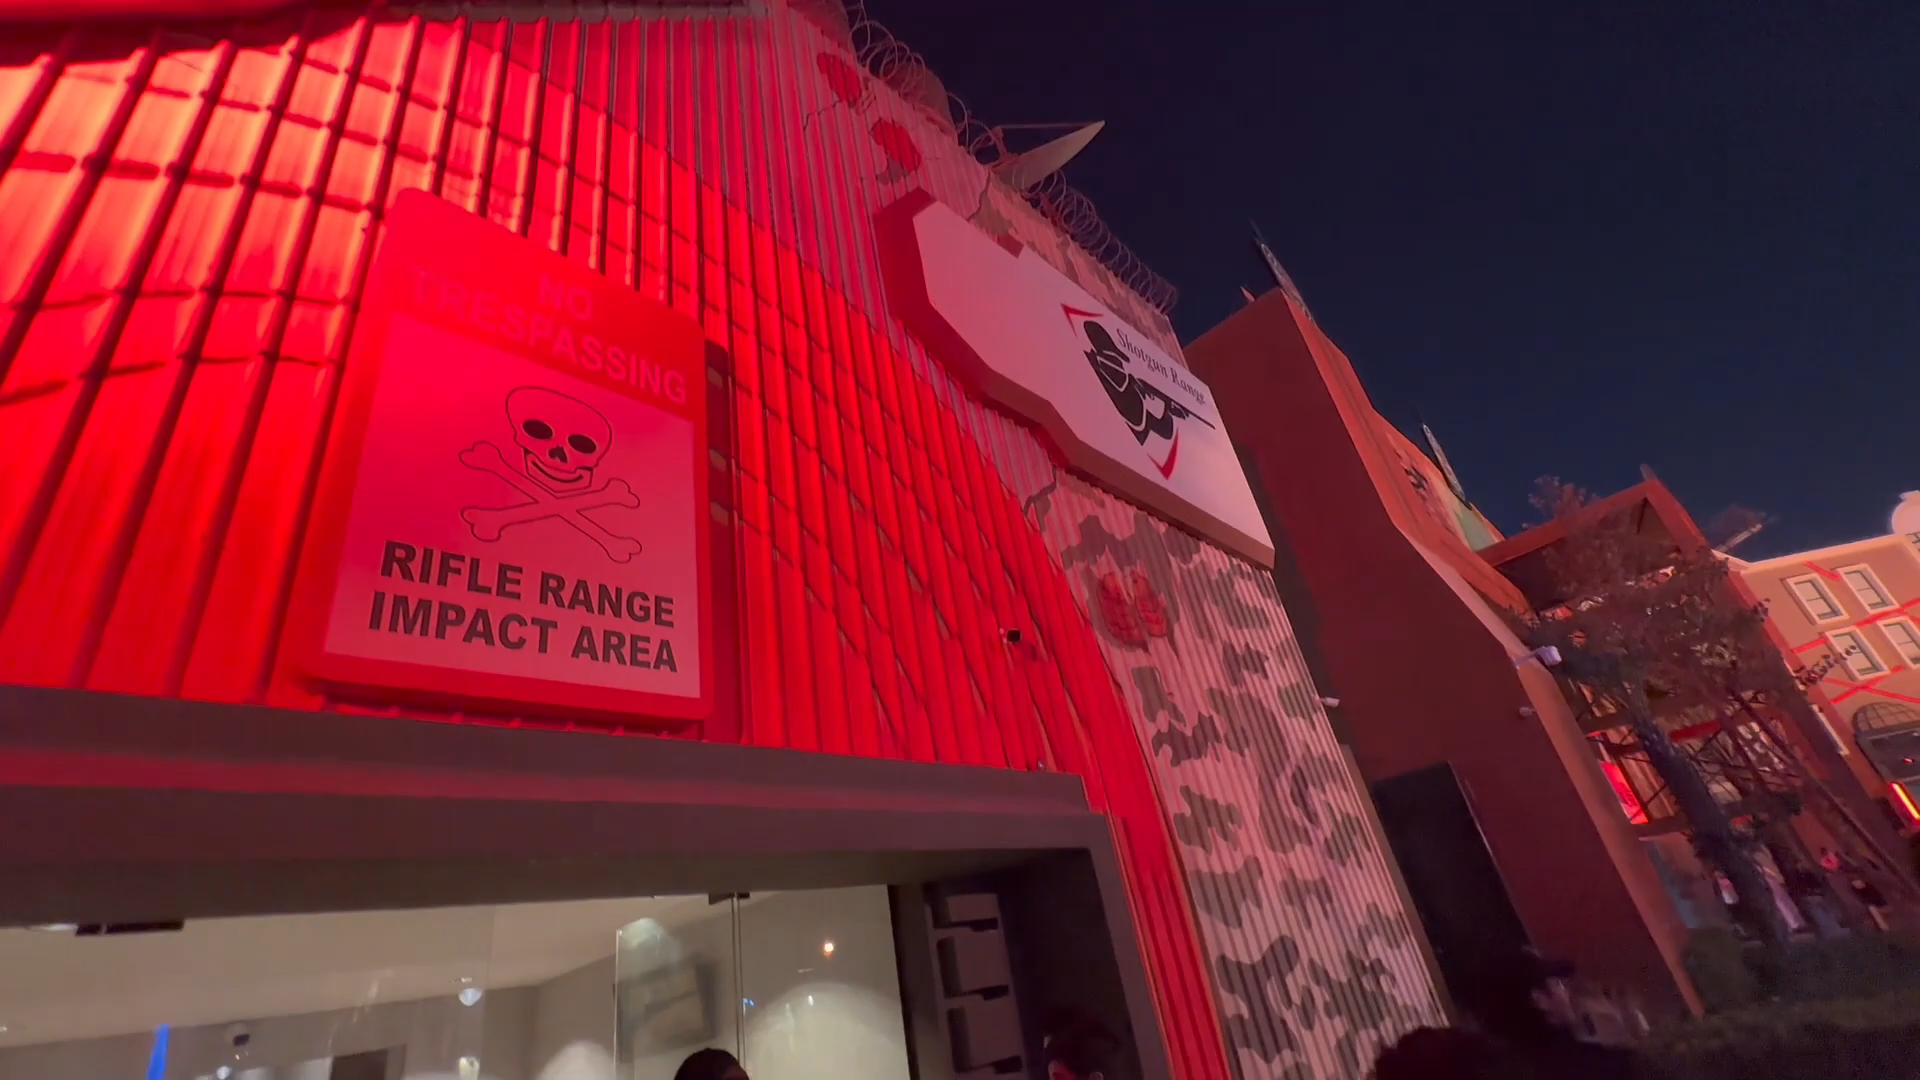 NO
TRESPASSING
RIFLE RANGE
IMPACT AREA
Shotgun Range